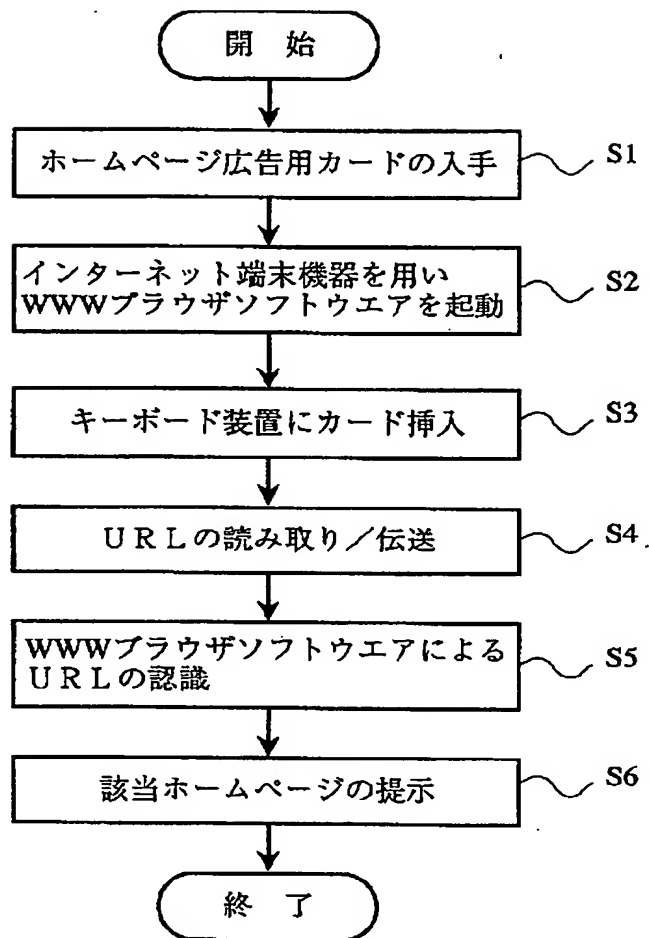 開 始
ホームページ広告用カードの入手
S1
インターネット端末機器を用い
WWWブラウザソフトウエアを起動
S2
キーボード装置にカード挿入
S3
URLの読み取り/伝送
S4
WWWブラウザソフトウエアによる
URLの認識
S5
該当ホームページの提示
S6
終 了